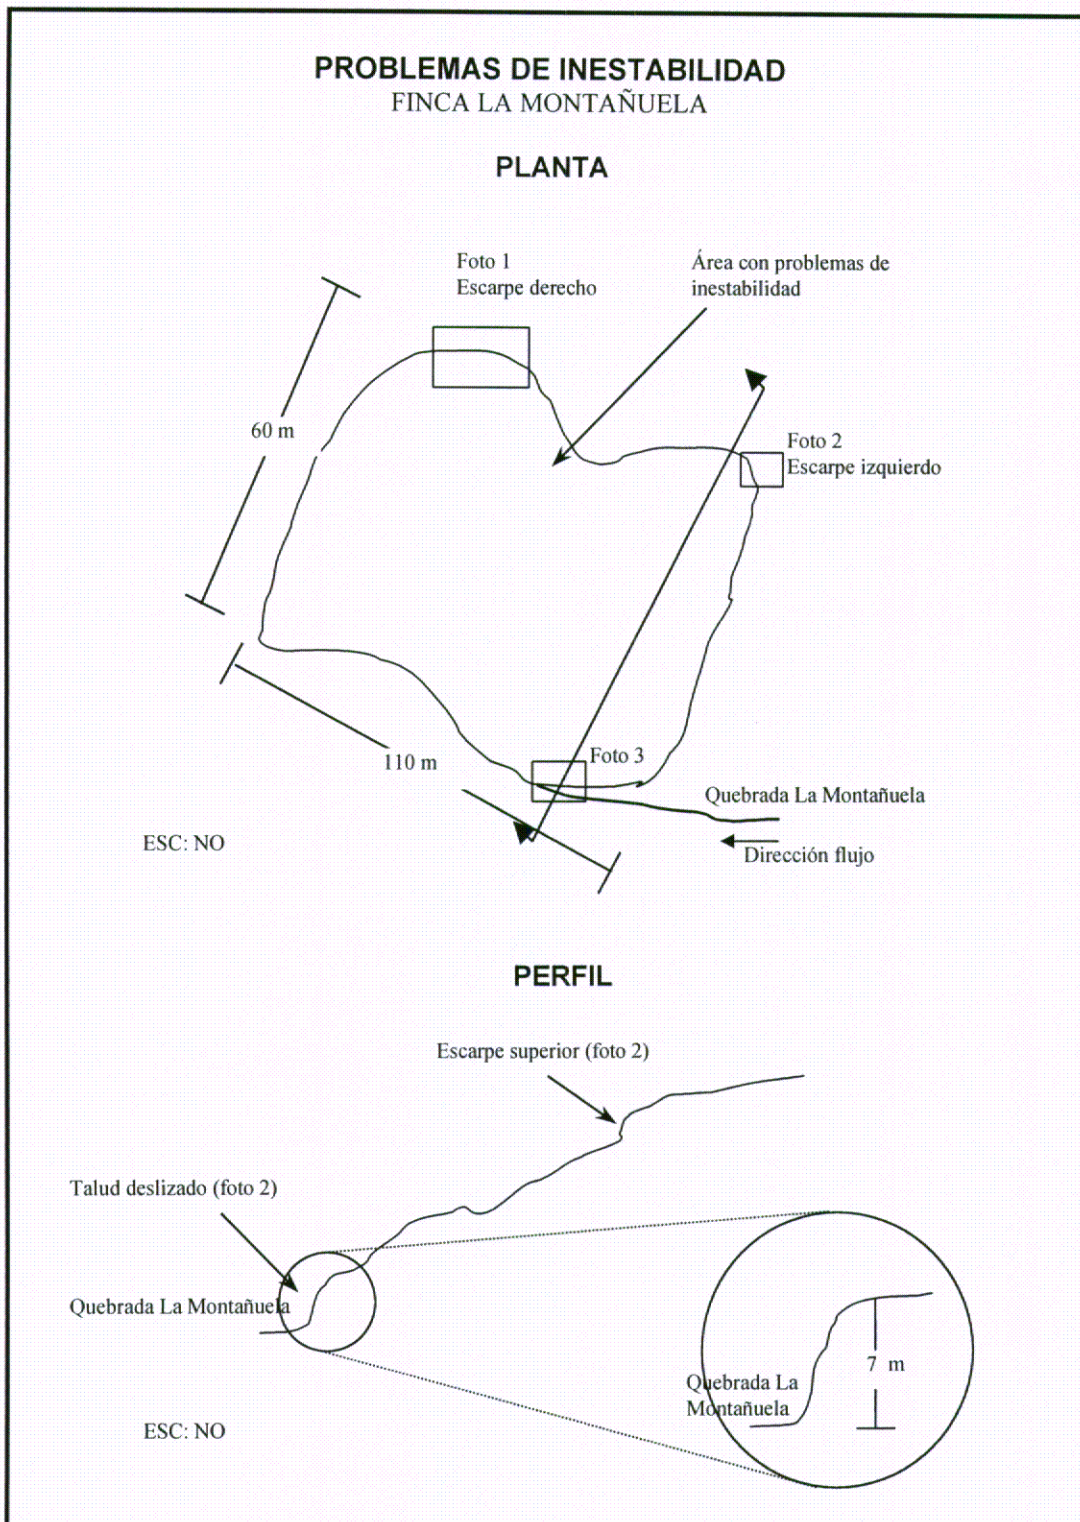 PROBLEMAS DE INESTABILIDAD
FINCA LA MONTAÑUELA
PLANTA
Foto 1
Escarpe derecho
Área con problemas de
inestabilidad
60 m
Foto 2
Escarpe izquierdo
Foto 3
110 m
Quebrada La Montañuela
ESC: NO
Dirección flujo
PERFIL
Escarpe superior (foto 2)
Talud deslizado (foto 2)
Quebrada La Montañuela
7 m
Quebrada La
Montañuela
ESC: NO